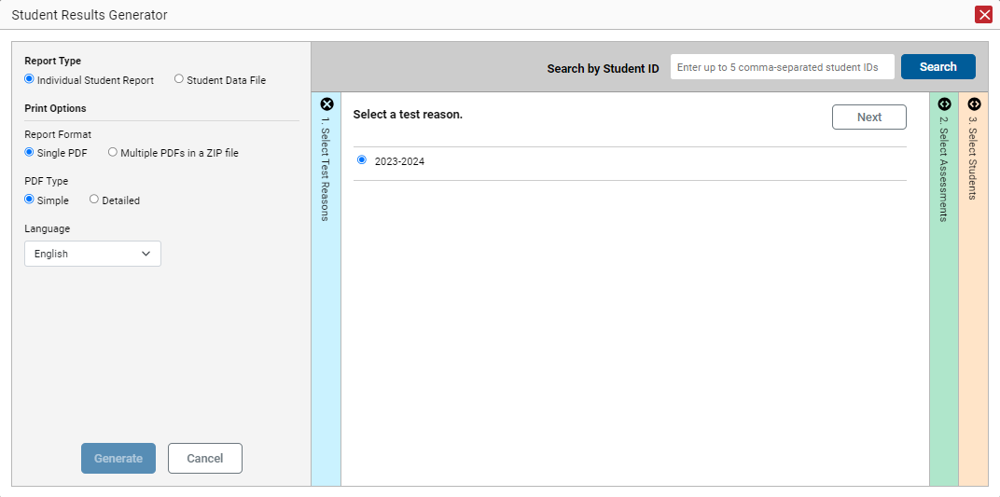 Student Results Generator
Report Type
Individual Student Report
Student Data File
Print Options
Report Format
Single PDF
Multiple PDFs in a ZIP file
PDF Type
Simple
Detailed
Language
English
Generate
Cancel
Search by Student ID
Enter up to 5 comma-separated student IDs
Search
1. Select Test Reasons
Select a test reason.
Next
2023-2024
2. Select Assessments
3. Select Students